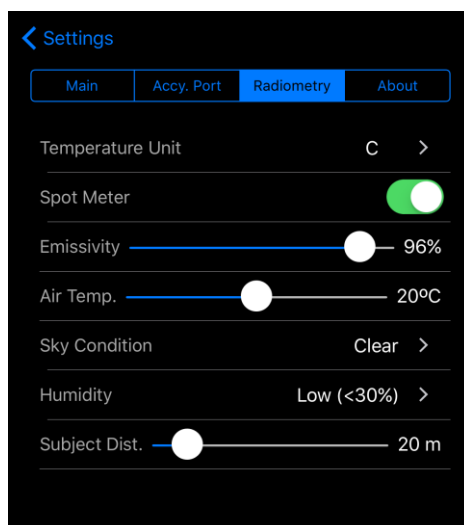 Settings
Main Accy. Port Radiometry About
Temperature Unit C
Spot Meter
Emissivity 96%
Air Temp. 20ºC
Sky Condition Clear
Humidity Low (<30%)
Subject Dist. 20 m